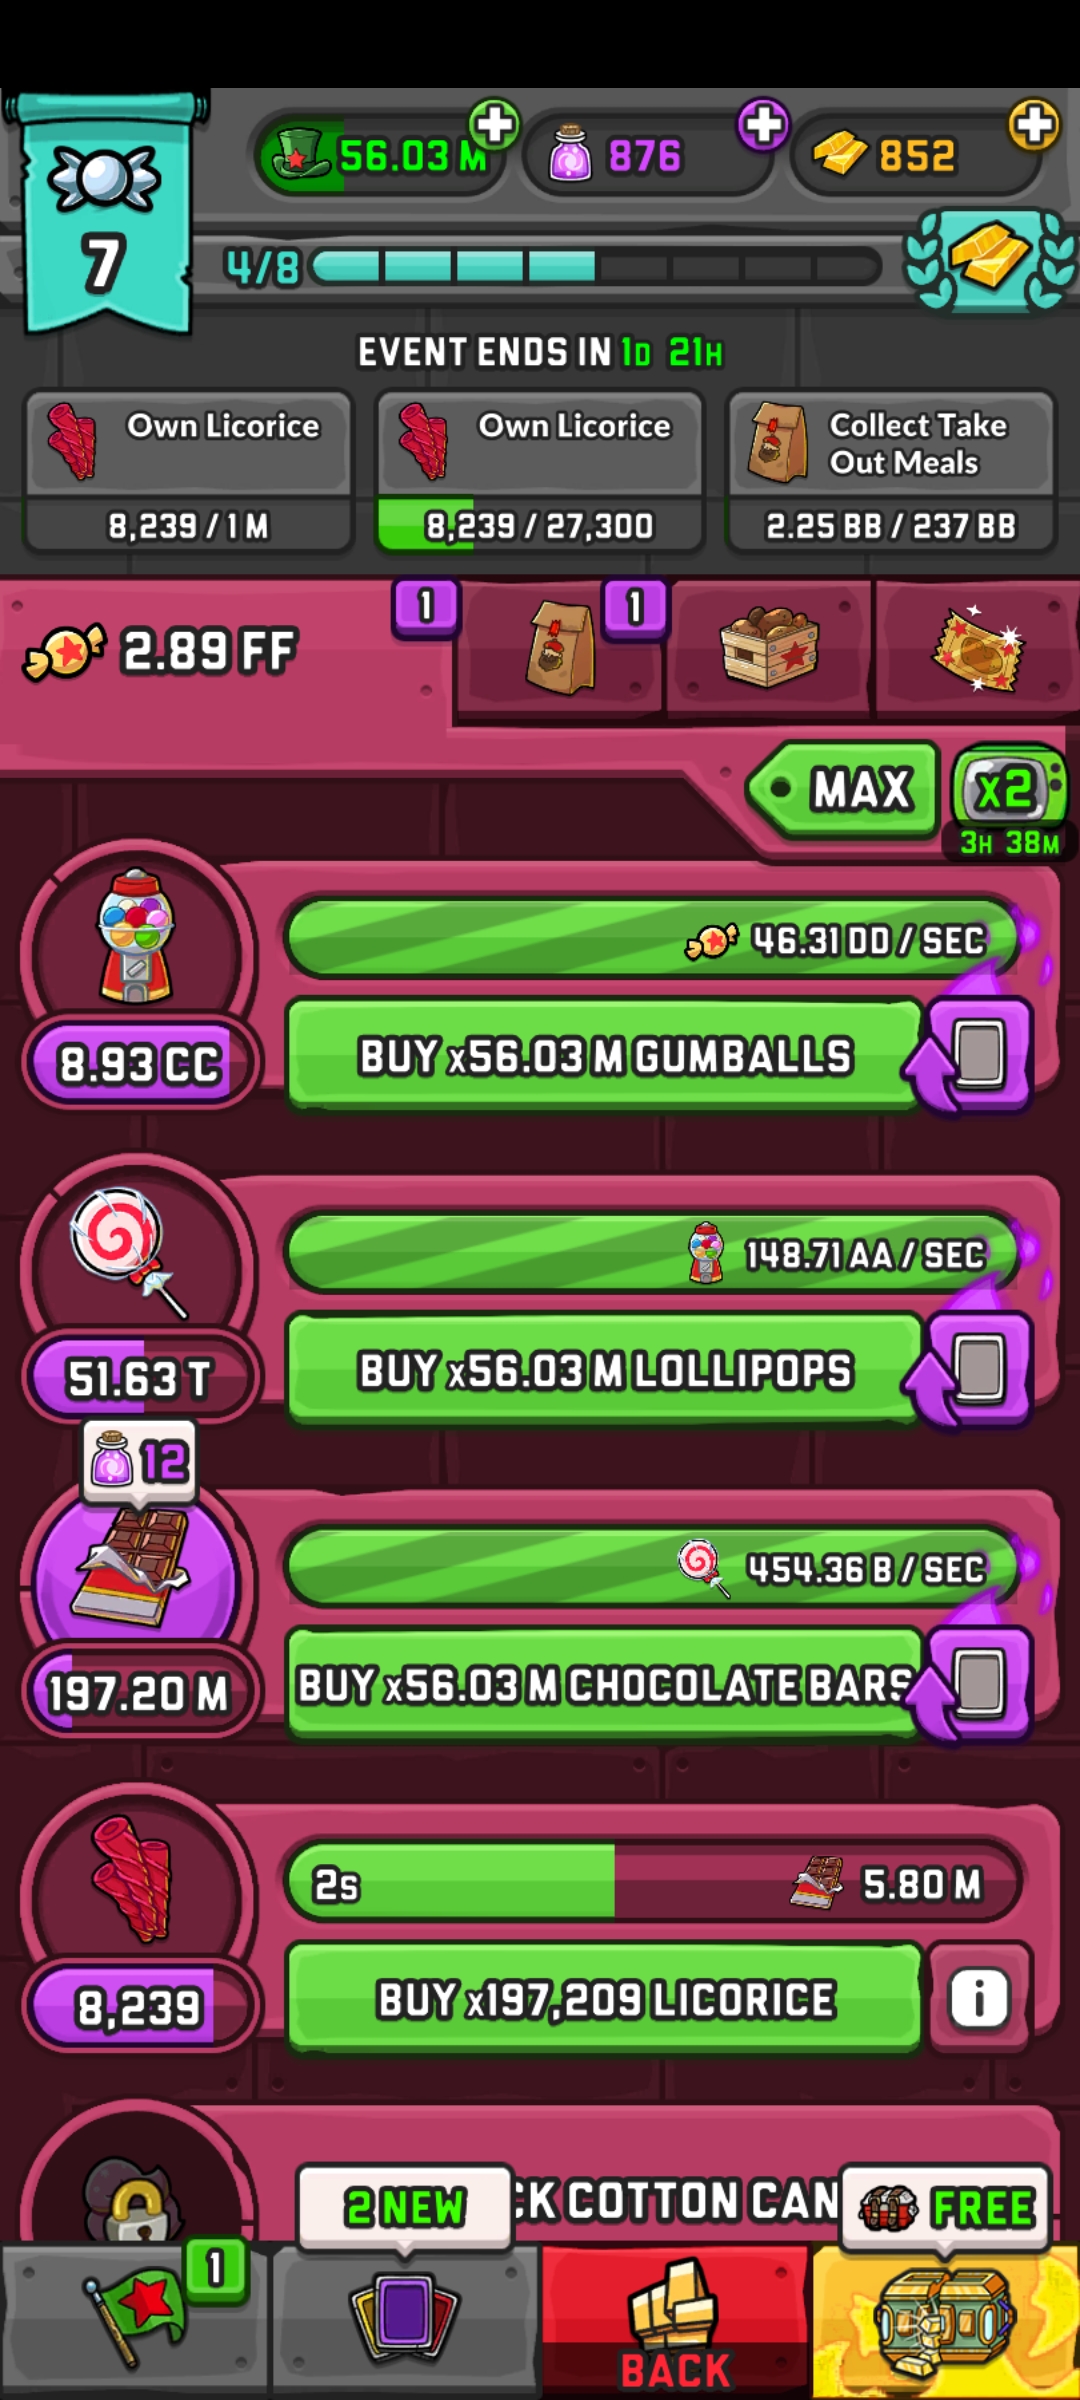 56.03 M
876
852
7
4/8
EVENT ENDS IN 1D 21H
Own Licorice
8,239 / 1 M
Own Licorice
8,239 / 27,300
Collect Take
Out Meals
2.25 BB / 237 BB
2.89 FF
1
1
MAX
x2
3H 38M
46.31 DD / SEC
8.93 CC
BUY x56.03 M GUMBALLS
148.71 AA / SEC
51.63 T
BUY x56.03 M LOLLIPOPS
12
454.36 B / SEC
197.20 M
BUY x56.03 M CHOCOLATE BARS
2s
5.80 M
8,239
BUY x197,209 LICORICE
i
CK COTTON CAN
2 NEW
FREE
1
BACK